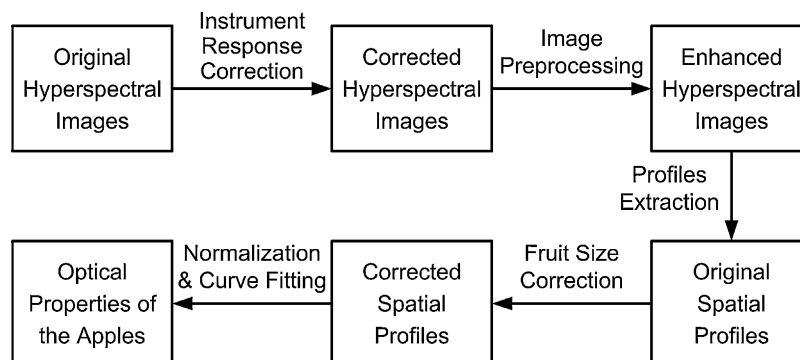 Original
Hyperspectral
Images
Instrument
Response
Correction
Corrected
Hyperspectral
Images
Image
Preprocessing
Enhanced
Hyperspectral
Images
Profiles
Extraction
Original
Spatial
Profiles
Fruit Size
Correction
Corrected
Spatial
Profiles
Normalization
& Curve Fitting
Optical
Properties of
the Apples